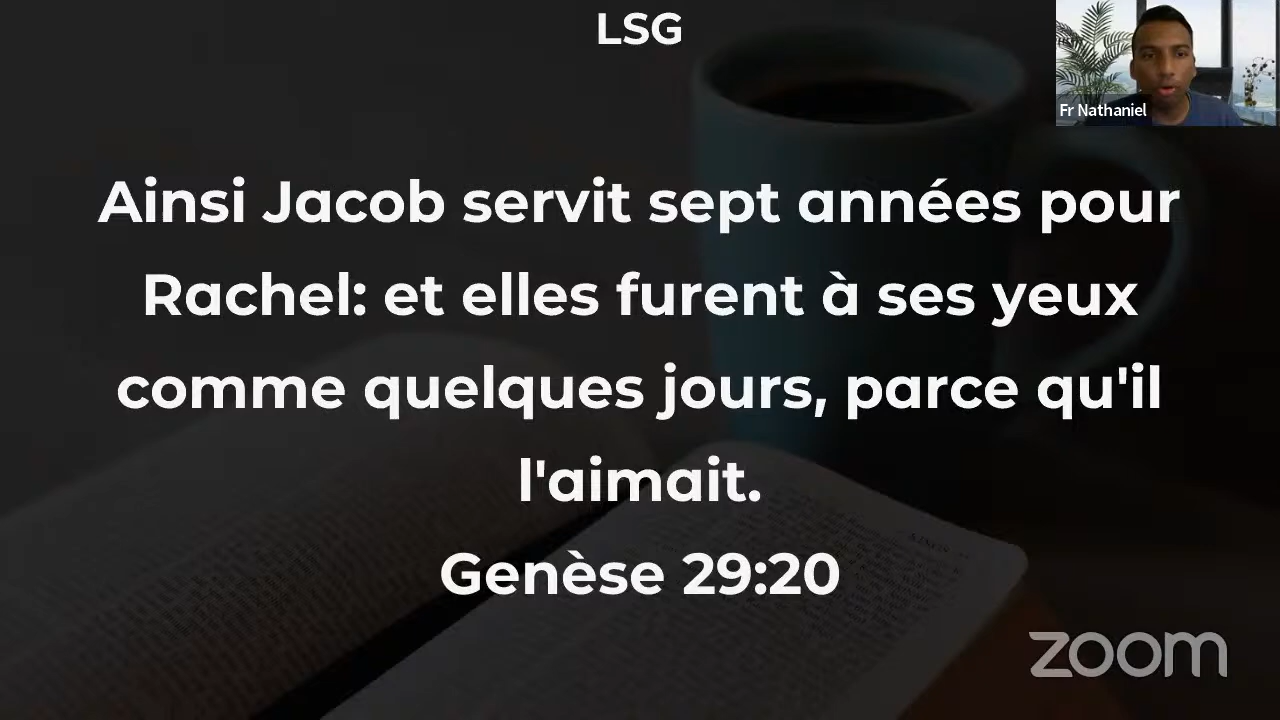 LSG
Fr Nathaniel
Ainsi Jacob servit sept années pour
Rachel: et elles furent à ses yeux
comme quelques jours, parce qu'il
l'aimait.
Genèse 29:20
zoom